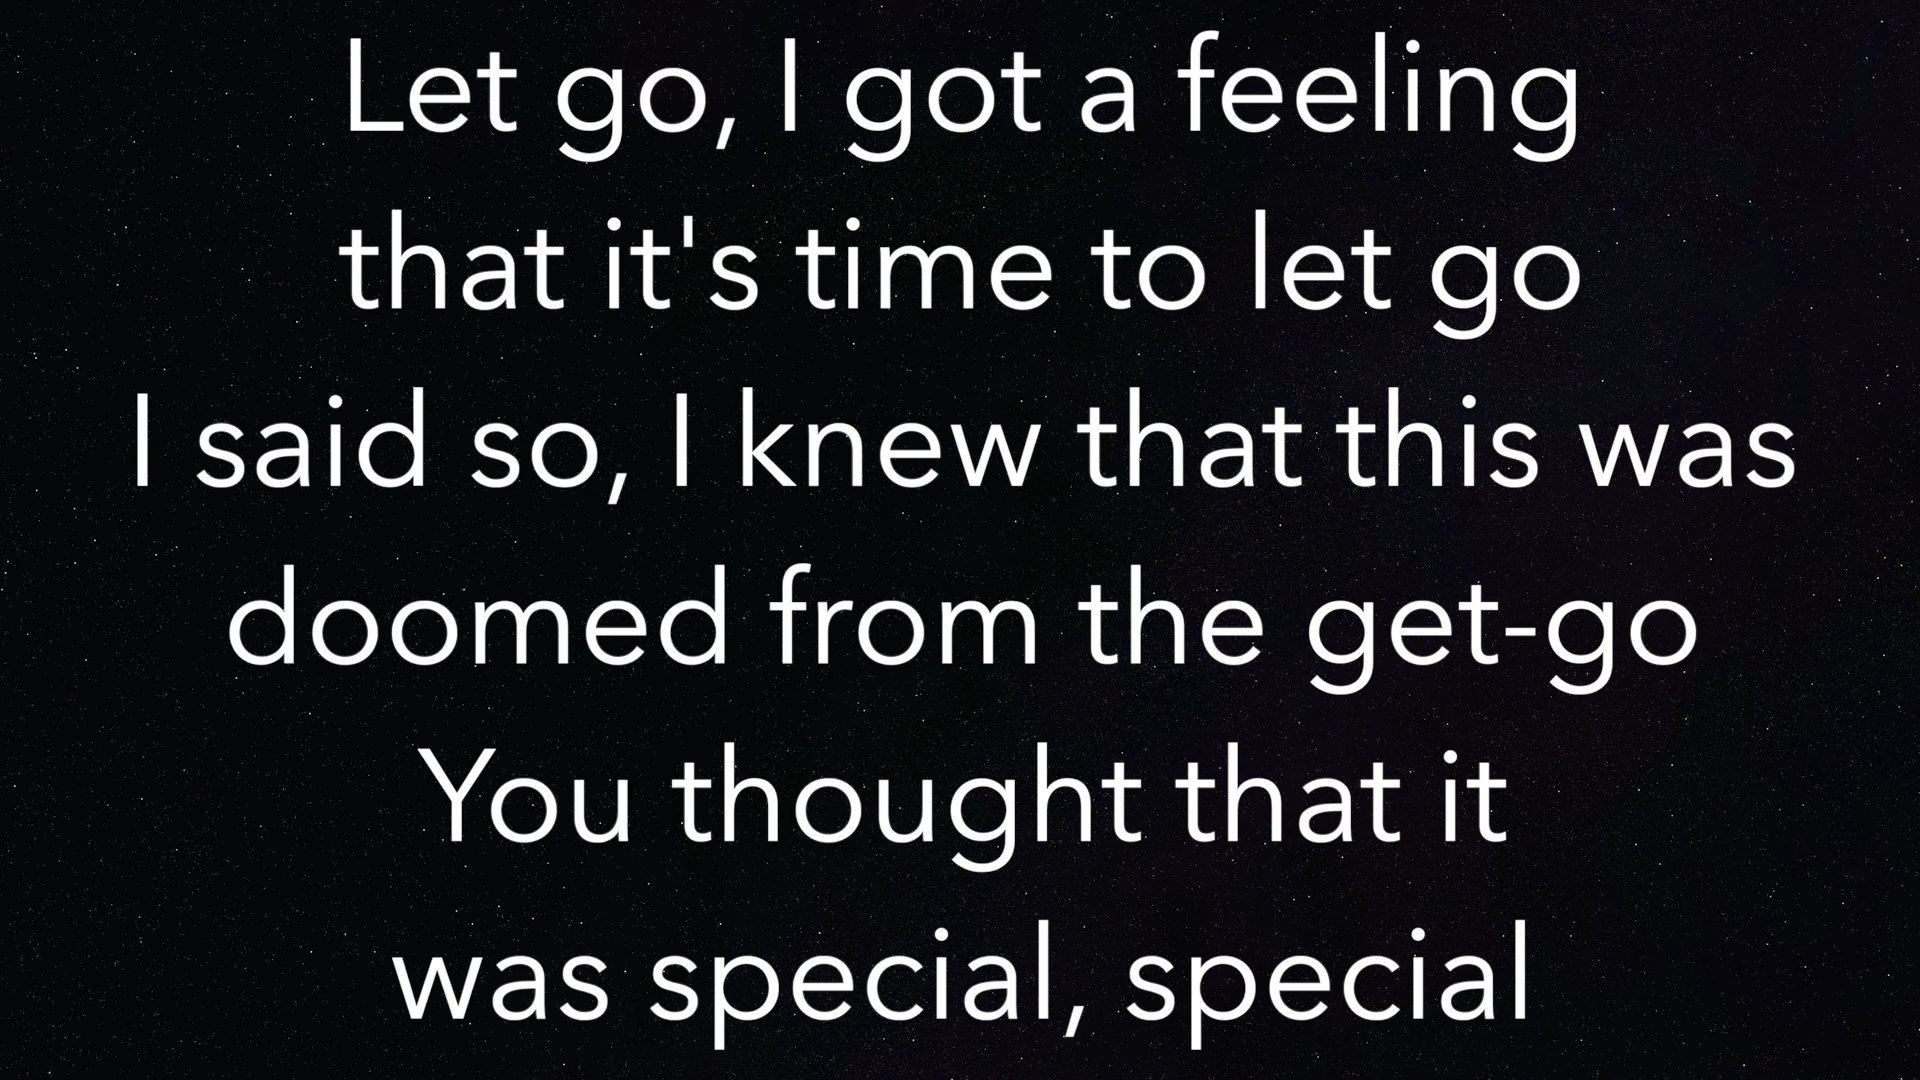 Let go, I got a feeling
that it's time to let go
I said so, I knew that this was
doomed from the get-go
You thought that it
was special, special